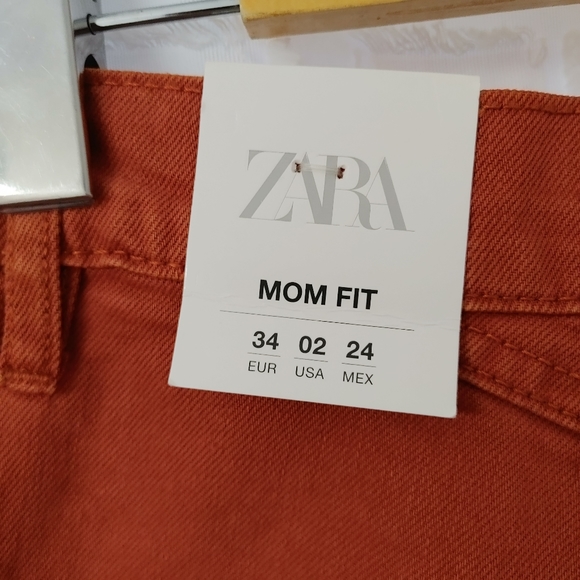 ZARA
MOM FIT
34 02 24
EUR USA MEX